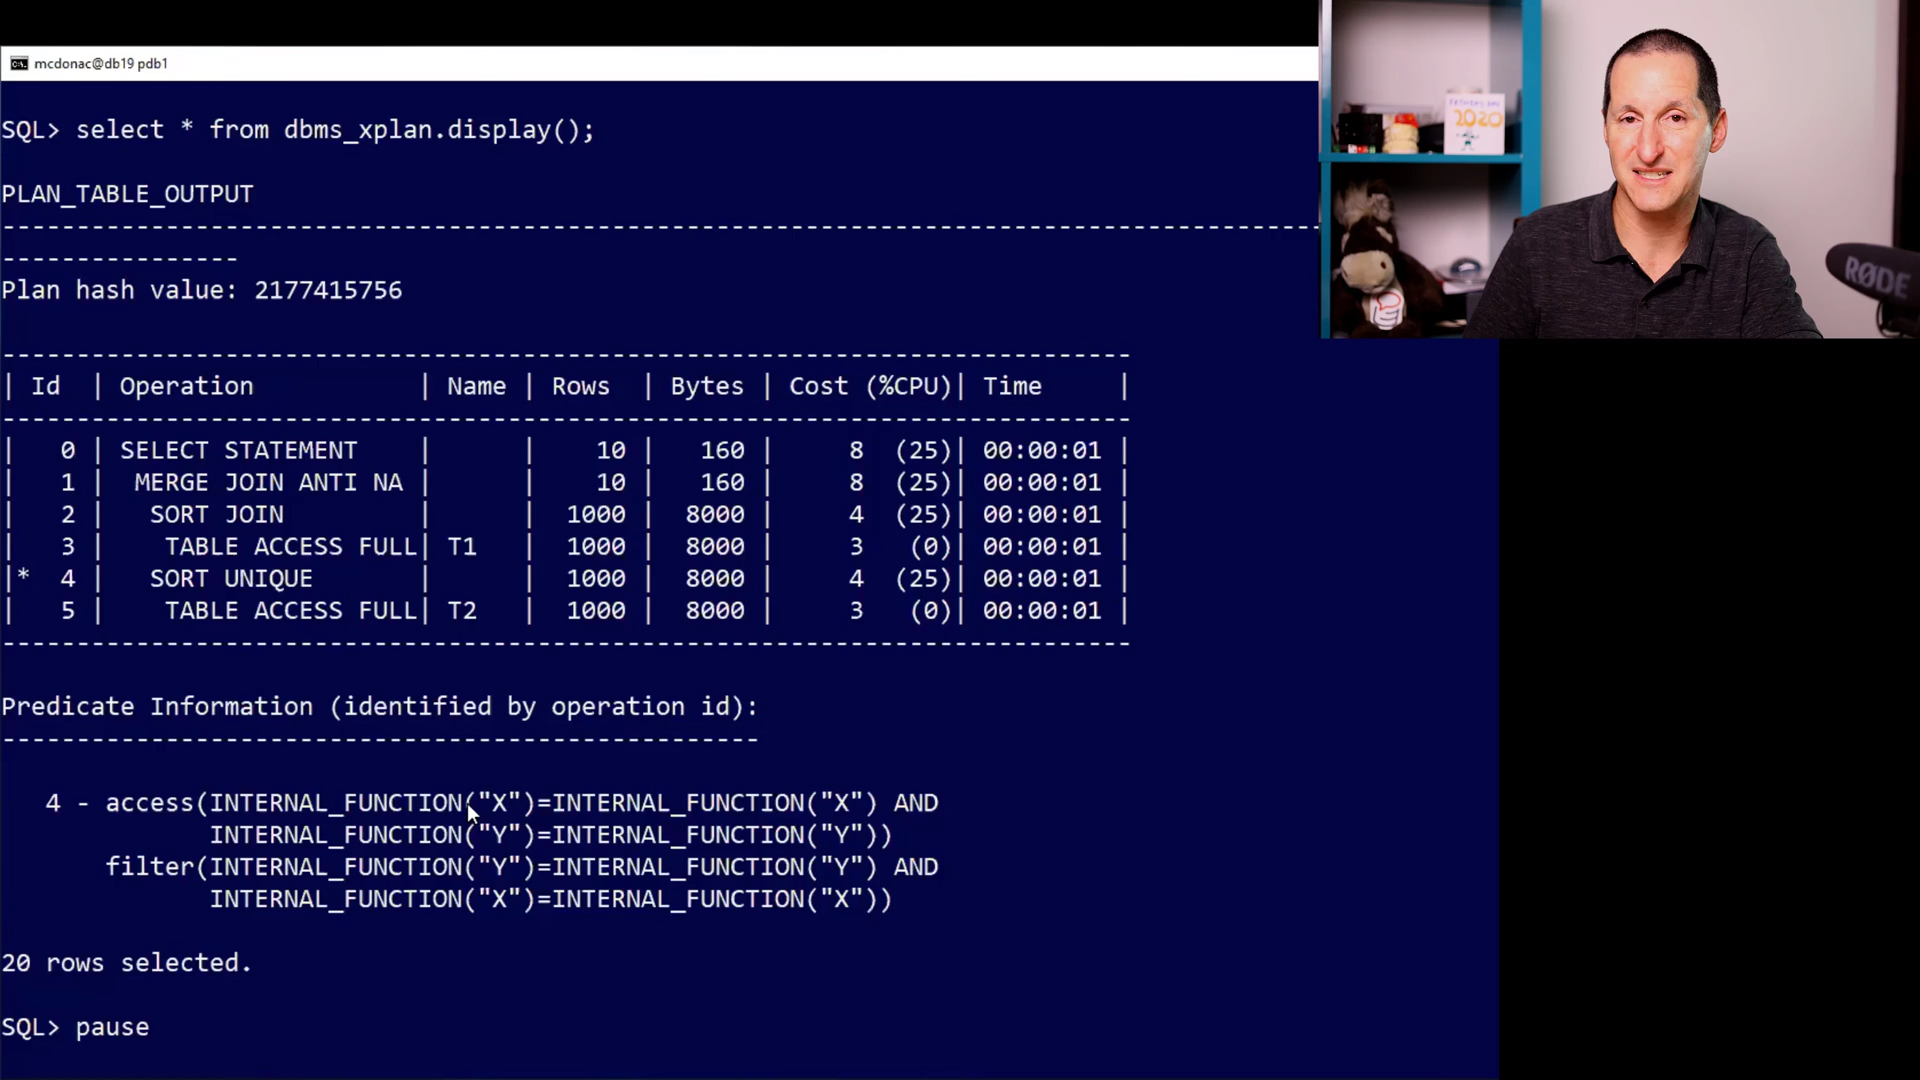 mcdonac@db19 pdb1
SQL> select * from dbms_xplan.display();
PLAN_TABLE_OUTPUT
------------------------------------------------------------------------------------------
----------------
Plan hash value: 2177415756
----------------------------------------------------------------------------
| Id  | Operation           | Name | Rows  | Bytes | Cost (%CPU)| Time     |
----------------------------------------------------------------------------
|   0 | SELECT STATEMENT    |      |    10 |   160 |     8  (25)| 00:00:01 |
|   1 |  MERGE JOIN ANTI NA |      |    10 |   160 |     8  (25)| 00:00:01 |
|   2 |   SORT JOIN         |      |  1000 |  8000 |     4  (25)| 00:00:01 |
|   3 |    TABLE ACCESS FULL| T1   |  1000 |  8000 |     3   (0)| 00:00:01 |
|*  4 |   SORT UNIQUE       |      |  1000 |  8000 |     4  (25)| 00:00:01 |
|   5 |    TABLE ACCESS FULL| T2   |  1000 |  8000 |     3   (0)| 00:00:01 |
----------------------------------------------------------------------------
Predicate Information (identified by operation id):
---------------------------------------------------
4 - access(INTERNAL_FUNCTION("X")=INTERNAL_FUNCTION("X") AND
INTERNAL_FUNCTION("Y")=INTERNAL_FUNCTION("Y"))
filter(INTERNAL_FUNCTION("Y")=INTERNAL_FUNCTION("Y") AND
INTERNAL_FUNCTION("X")=INTERNAL_FUNCTION("X"))
20 rows selected.
SQL> pause
2020
RØDE